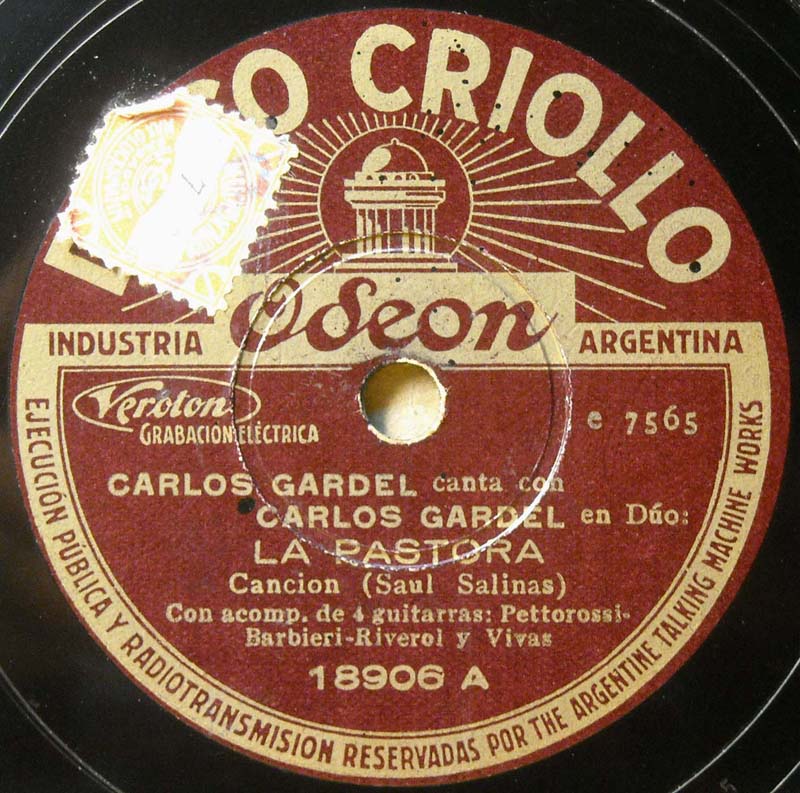 CRIOLLO
Odeon
INDUSTRIA ARGENTINA
Veroton
GRABACION ELÉCTRICA
e 7565
CARLOS GARDEL canta con
CARLOS GARDEL en Dúo:
LA PASTORA
Cancion (Saul Salinas)
Con acomp. de 4 guitarras: Pettorossi-
Barbieri-Riverol y Vivas
18906 A
EJECUCIÓN PÚBLICA Y RADIOTRANSMISION RESERVADAS POR THE ARGENTINE TALKING MACHINE WORKS